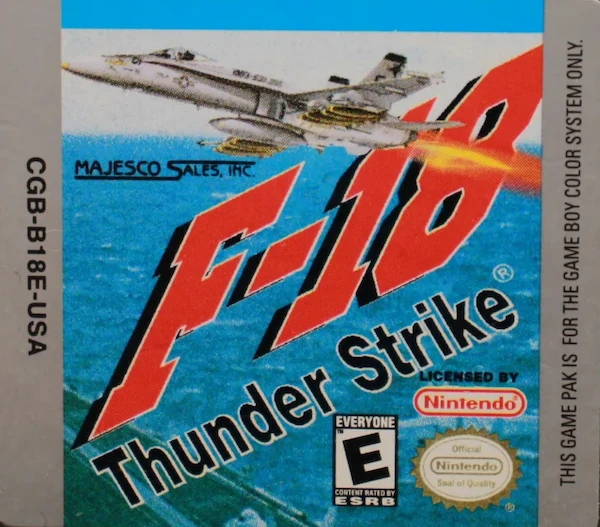 MAJESCO SALES, INC.
F-18
Thunder Strike®
LICENSED BY
Nintendo®
EVERYONE
E
CONTENT RATED BY
ESRB
Official
Nintendo
Seal of Quality
CGB-B18E-USA
THIS GAME PAK IS FOR THE GAME BOY COLOR SYSTEM ONLY.